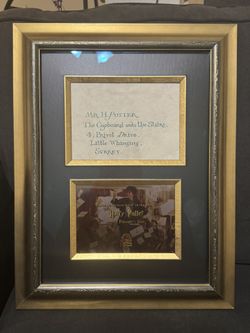 Mr. H. Potter
The Cupboard under the Stairs,
4, Privet Drive,
Little Whinging,
Surrey.
Harry Potter